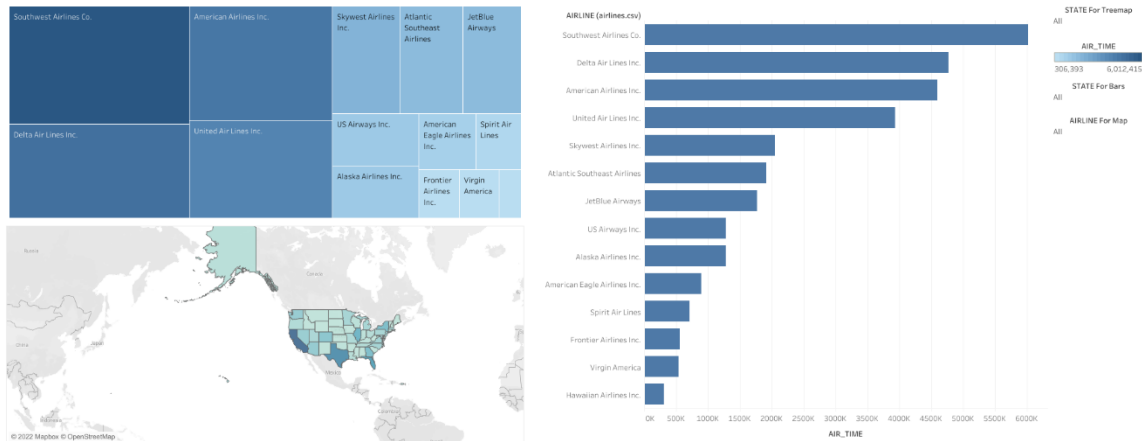 Southwest Airlines Co.
American Airlines Inc.
Skywest Airlines
Inc.
Atlantic
Southeast
Airlines
JetBlue
Airways
Delta Air Lines Inc.
United Air Lines Inc.
US Airways Inc.
American
Eagle Airlines
Inc.
Spirit Air
Lines
Alaska Airlines Inc.
Frontier
Airlines
Inc.
Virgin
America
Russia
Canada
China
Japan
Mexico
Colombia
© 2022 Mapbox © OpenStreetMap
AIRLINE (airlines.csv)
Southwest Airlines Co.
Delta Air Lines Inc.
American Airlines Inc.
United Air Lines Inc.
Skywest Airlines Inc.
Atlantic Southeast Airlines
JetBlue Airways
US Airways Inc.
Alaska Airlines Inc.
American Eagle Airlines Inc.
Spirit Air Lines
Frontier Airlines Inc.
Virgin America
Hawaiian Airlines Inc.
0K 500K 1000K 1500K 2000K 2500K 3000K 3500K 4000K 4500K 5000K 5500K 6000K
AIR_TIME
STATE For Treemap
All
AIR_TIME
306,393 6,012,415
STATE For Bars
All
AIRLINE For Map
All